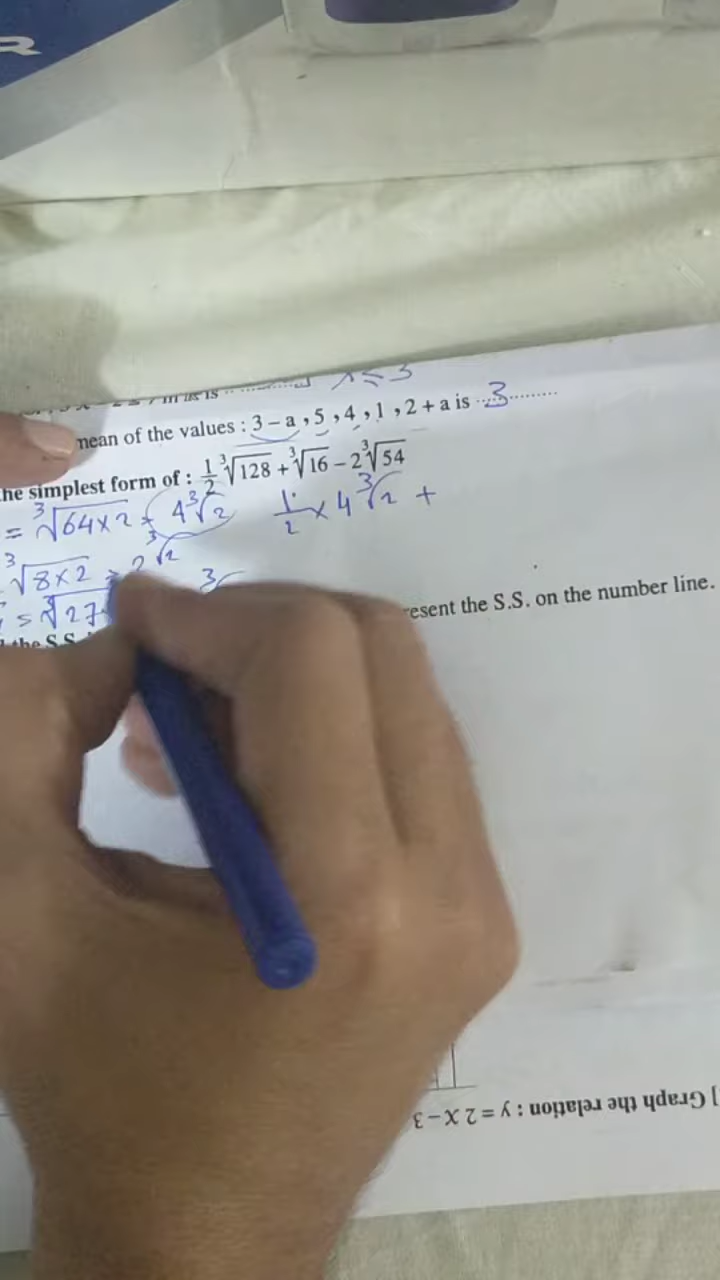 mean of the values : 3 – a , 5 , 4 , 1 , 2 + a is ...3...........
he simplest form of : 1/2 ∛128 + ∛16 – 2 ∛54
= ∛64×2 = 4∛2 1/2 × 4 ∛2 +
∛8×2 = 2∛2
= ∛27
resent the S.S. on the number line.
] Graph the relation : y = 2 X – 3